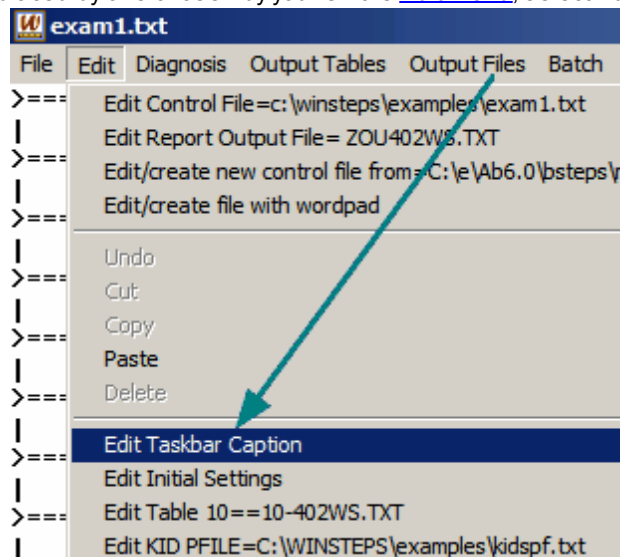 exam1.txt
File Edit Diagnosis Output Tables Output Files Batch
>===
Edit Control File=c:\winsteps\examples\exam1.txt
Edit Report Output File= ZOU402WS.TXT
>===
Edit/create new control file from=C:\e\Ab6.0\bsteps\
Edit/create file with wordpad
>===
Undo
>===
Cut
Copy
>===
Paste
Delete
>===
Edit Taskbar Caption
>===
Edit Initial Settings
Edit Table 10==10-402WS.TXT
>===
Edit KID PFILE=C:\WINSTEPS\examples\kidspf.txt